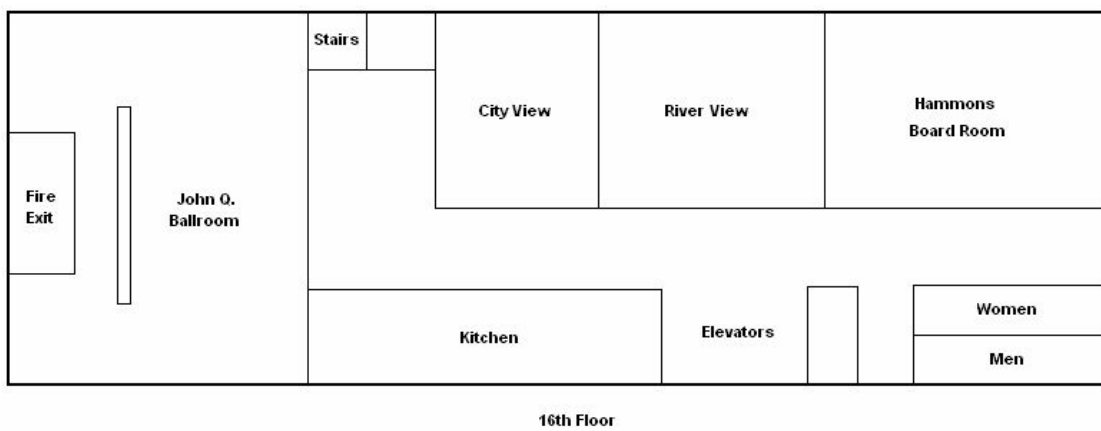 Stairs
City View
River View
Hammons
Board Room
Fire
Exit
John Q.
Ballroom
Kitchen
Elevators
Women
Men
16th Floor